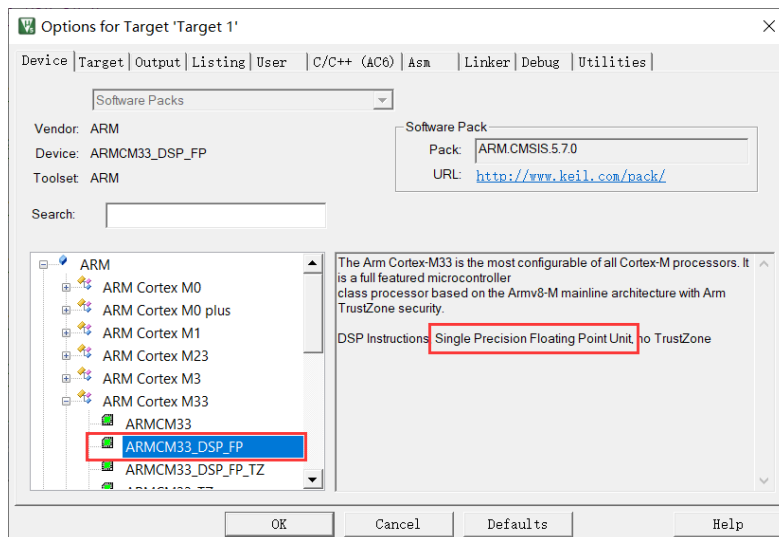 Options for Target 'Target 1'
Device Target Output Listing User C/C++ (AC6) Asm Linker Debug Utilities
Software Packs
Vendor: ARM
Device: ARMCM33_DSP_FP
Toolset: ARM
Search:
Software Pack
Pack: ARM.CMSIS.5.7.0
URL: http://www.keil.com/pack/
ARM
ARM Cortex M0
ARM Cortex M0 plus
ARM Cortex M1
ARM Cortex M23
ARM Cortex M3
ARM Cortex M33
ARMCM33
ARMCM33_DSP_FP
ARMCM33_DSP_FP_TZ
The Arm Cortex-M33 is the most configurable of all Cortex-M processors. It
is a full featured microcontroller
class processor based on the Armv8-M mainline architecture with Arm
TrustZone security.
DSP Instructions, Single Precision Floating Point Unit, no TrustZone
OK Cancel Defaults Help